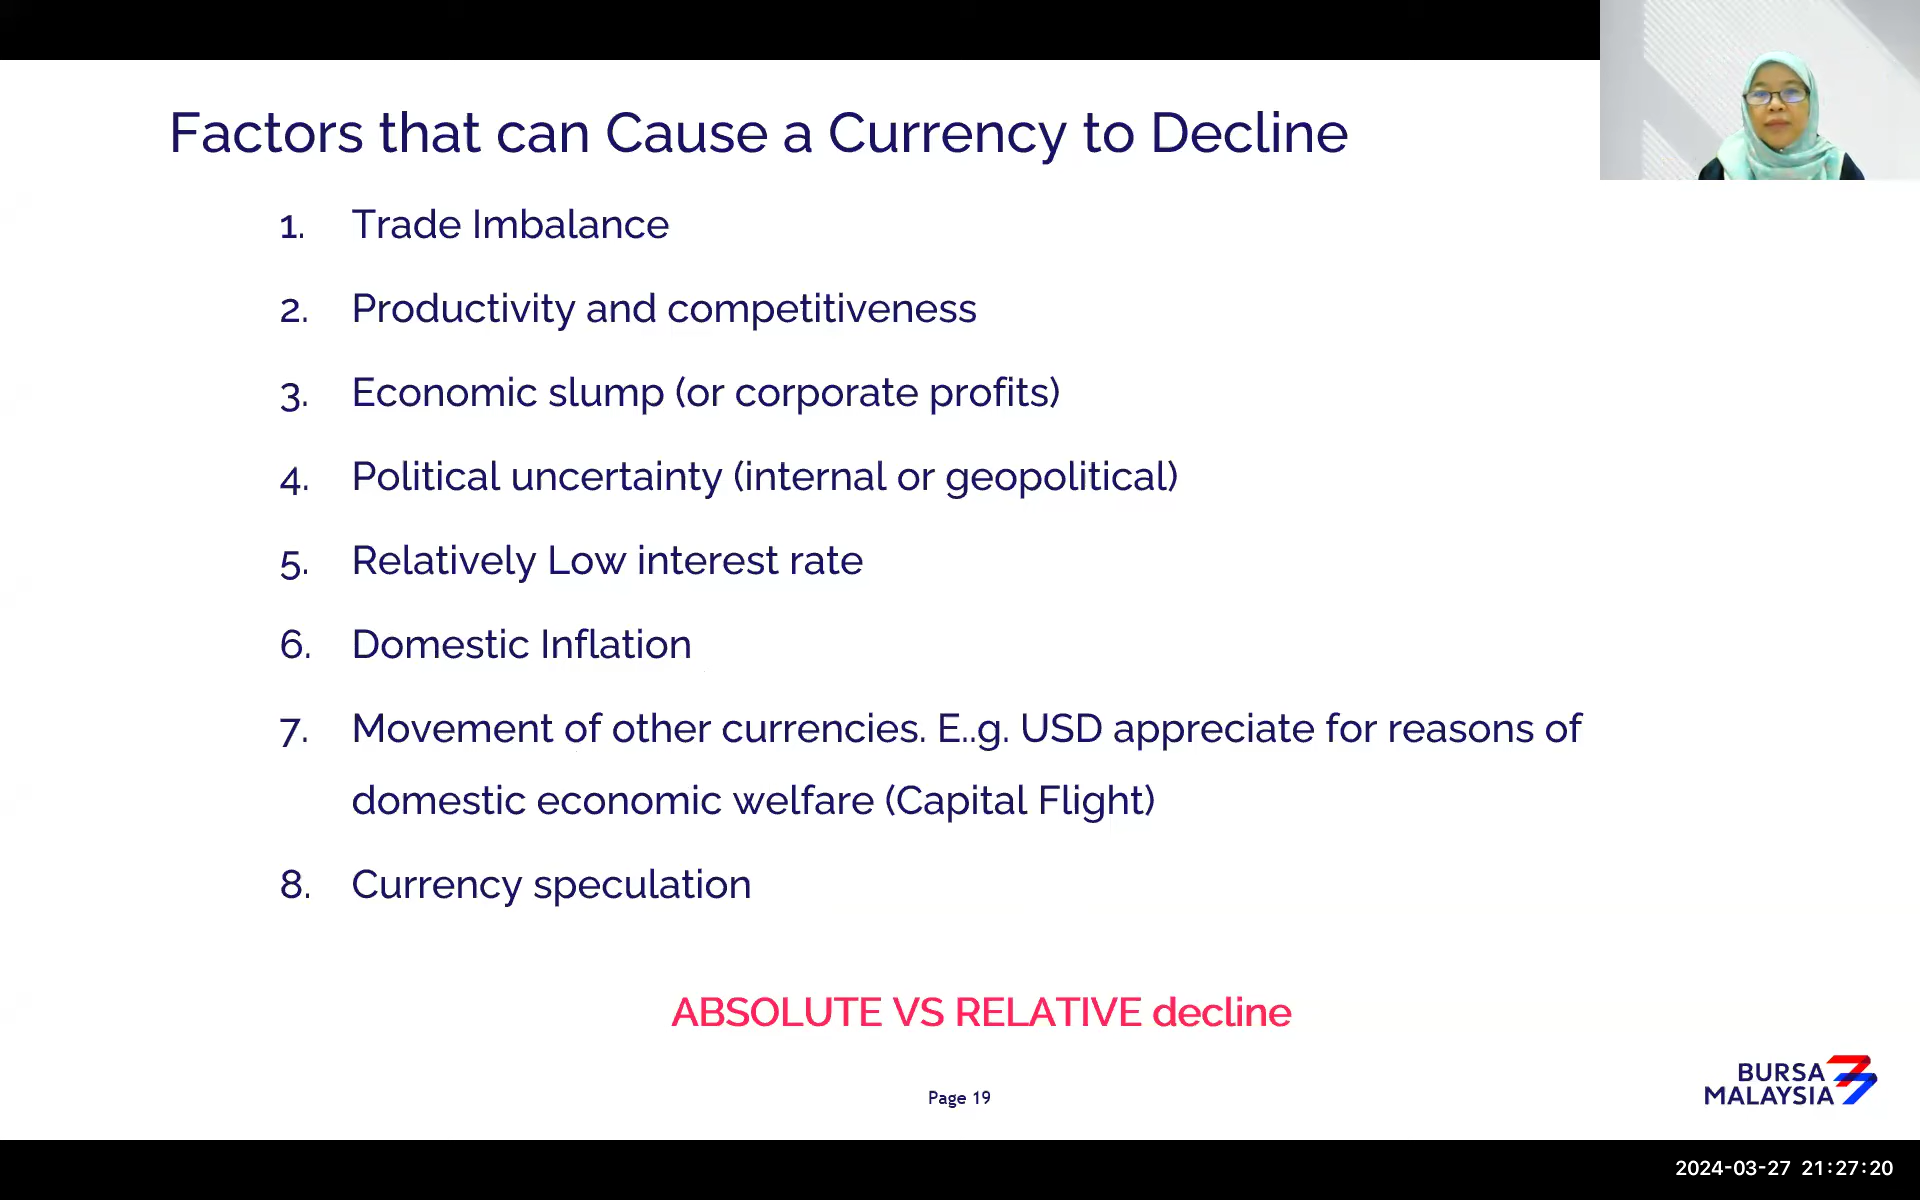 Factors that can Cause a Currency to Decline
1. Trade Imbalance
2. Productivity and competitiveness
3. Economic slump (or corporate profits)
4. Political uncertainty (internal or geopolitical)
5. Relatively Low interest rate
6. Domestic Inflation
7. Movement of other currencies. E..g. USD appreciate for reasons of
domestic economic welfare (Capital Flight)
8. Currency speculation
ABSOLUTE VS RELATIVE decline
Page 19
BURSA
MALAYSIA
2024-03-27 21:27:20